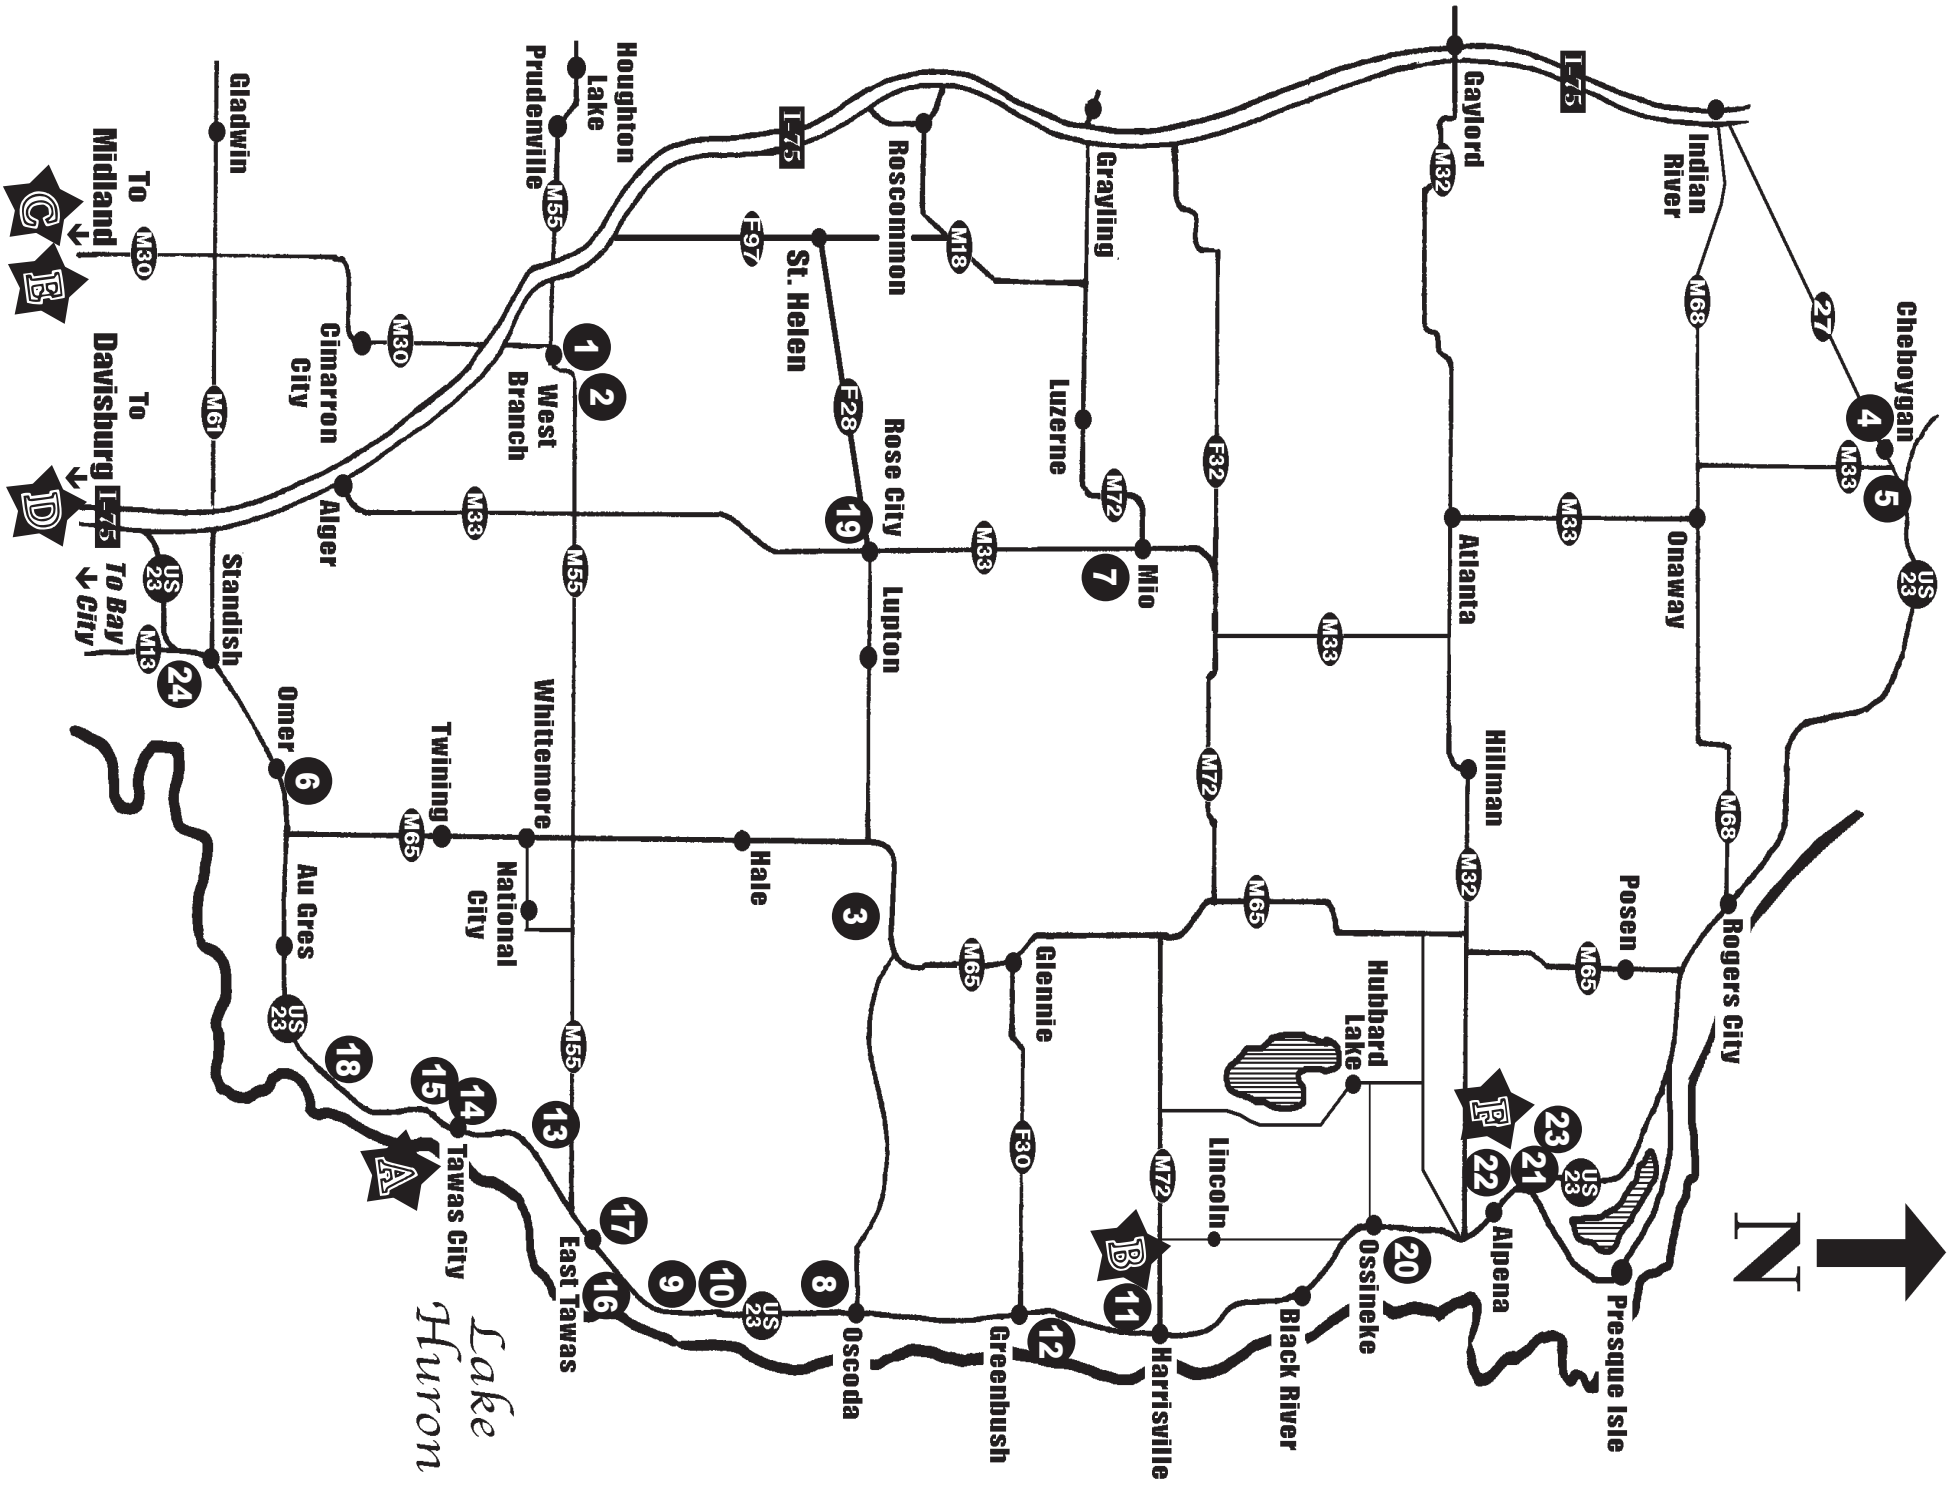 Cheboygan
US
23
5
4
27
M33
N
Rogers City
M68
Indian
River
M68
Onaway
Posen
Presque Isle
I-75
M33
M65
US
23
23
21
Gaylord
M32
Atlanta
Hillman
M32
F
22
Alpena
Hubbard
Lake
20
Ossineke
M33
Black River
Lincoln
M65
F32
M72
M72
Harrisville
B
11
Grayling
M72
Mio
7
Luzerne
12
Glennie
F30
Greenbush
M18
M33
M65
Roscommon
Rose City
19
Lupton
3
Oscoda
F28
8
I-75
St. Helen
Hale
US
23
F97
10
9
Houghton
Lake
Prudenville
M55
1
2
West
Branch
M55
Whittemore
National
City
M55
13
17
16
East Tawas
M33
Twining
M65
14
15
Tawas City
A
Lake
Huron
M30
Cimarron
City
Alger
18
Omer
6
Au Gres
US
23
Gladwin
M61
Standish
24
M30
US
23
M13
To
Midland
C
E
To
Davisburg
I-75
D
To Bay
City